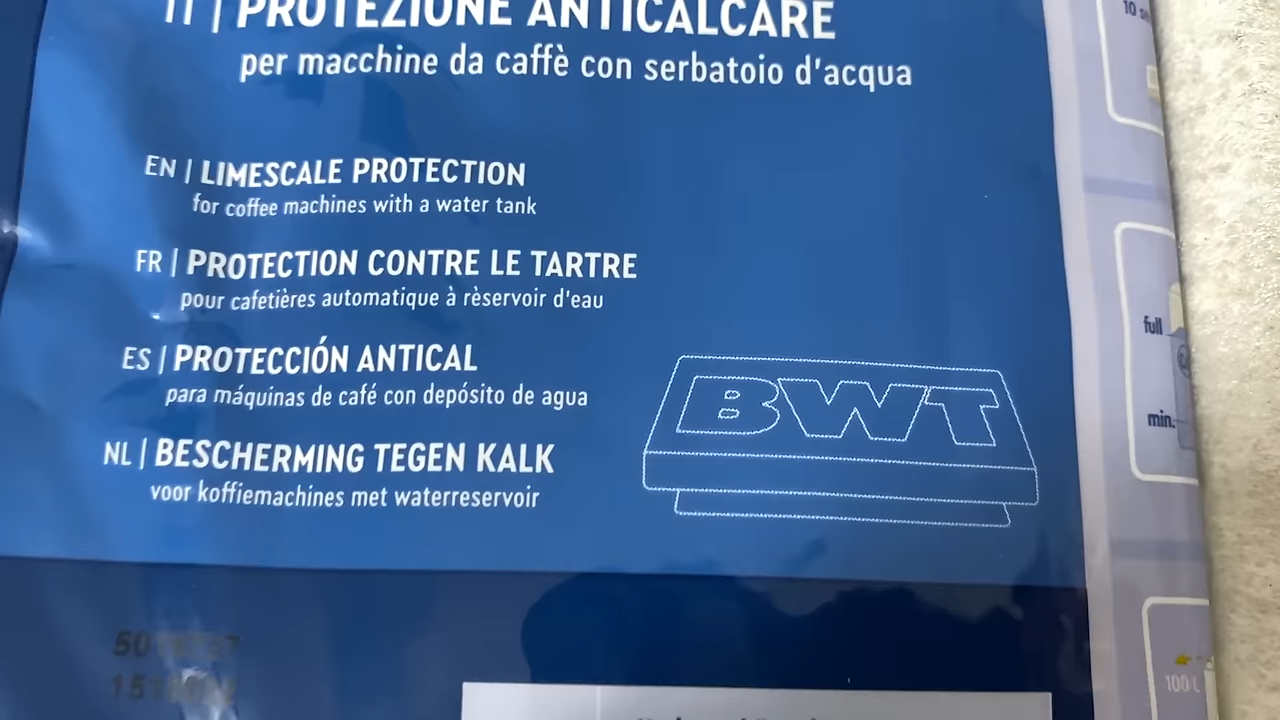 IT | PROTEZIONE ANTICALCARE
per macchine da caffè con serbatoio d'acqua
EN | LIMESCALE PROTECTION
for coffee machines with a water tank
FR | PROTECTION CONTRE LE TARTRE
pour cafetières automatique à rèservoir d'eau
ES | PROTECCIÓN ANTICAL
para máquinas de café con depósito de agua
NL | BESCHERMING TEGEN KALK
voor koffiemachines met waterreservoir
BWT
10
full
min.
100 L